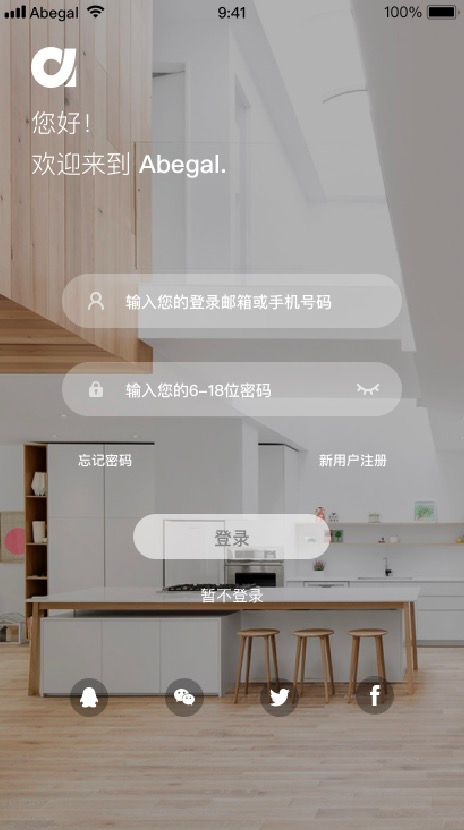 Abegal 9:41 100%
您好！
欢迎来到 Abegal.
输入您的登录邮箱或手机号码
输入您的6-18位密码
忘记密码 新用户注册
登录
暂不登录